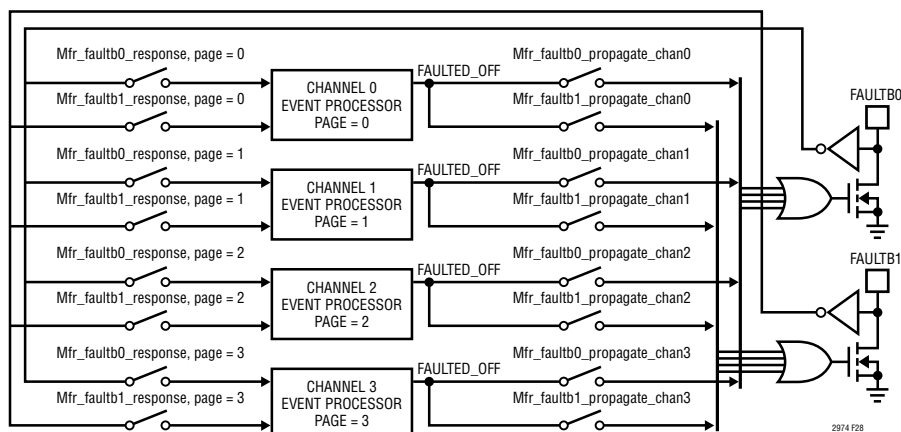 Mfr_faultb0_response, page = 0
Mfr_faultb1_response, page = 0
CHANNEL 0
EVENT PROCESSOR
PAGE = 0
FAULTED_OFF
Mfr_faultb0_propagate_chan0
Mfr_faultb1_propagate_chan0
FAULTB0
Mfr_faultb0_response, page = 1
Mfr_faultb1_response, page = 1
CHANNEL 1
EVENT PROCESSOR
PAGE = 1
FAULTED_OFF
Mfr_faultb0_propagate_chan1
Mfr_faultb1_propagate_chan1
Mfr_faultb0_response, page = 2
Mfr_faultb1_response, page = 2
CHANNEL 2
EVENT PROCESSOR
PAGE = 2
FAULTED_OFF
Mfr_faultb0_propagate_chan2
Mfr_faultb1_propagate_chan2
FAULTB1
Mfr_faultb0_response, page = 3
Mfr_faultb1_response, page = 3
CHANNEL 3
EVENT PROCESSOR
PAGE = 3
FAULTED_OFF
Mfr_faultb0_propagate_chan3
Mfr_faultb1_propagate_chan3
2974 F28